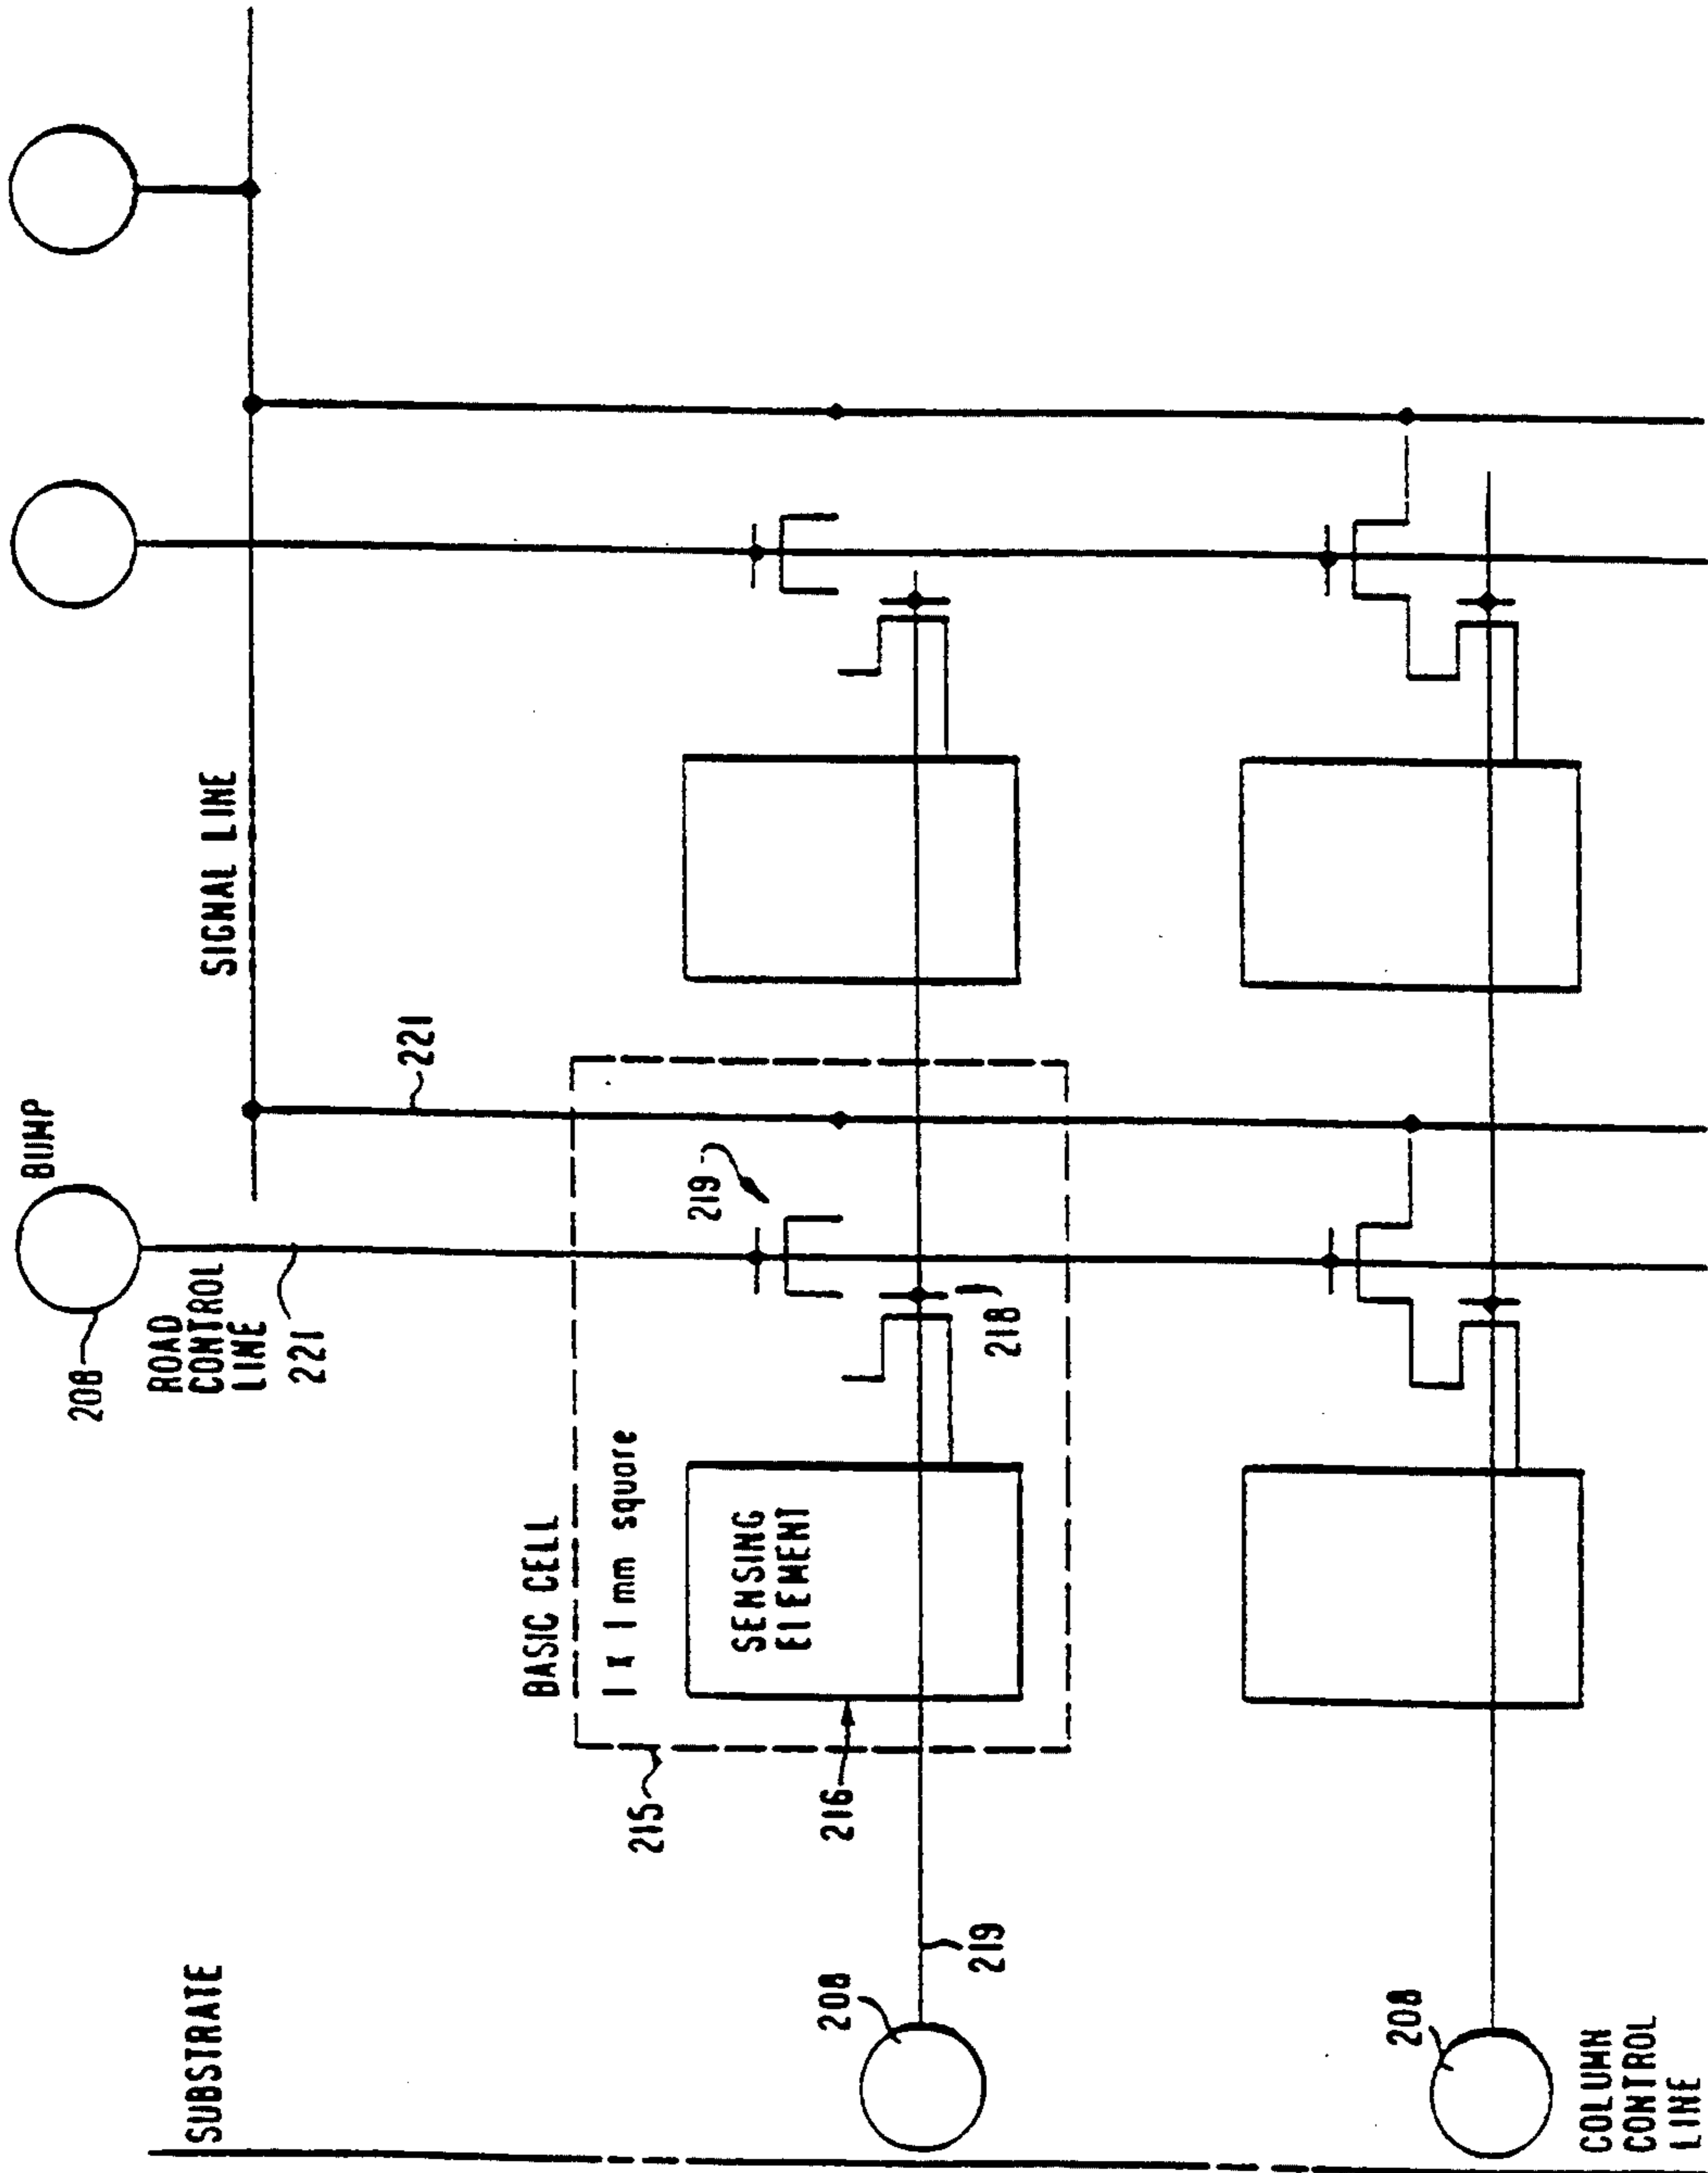 SUBSTRATE
208
ROAD
CONTROL
LINE
221
BUMP
SIGNAL LINE
221
BASIC CELL
1 x 1 mm square
215
216
SENSING
ELEMENT
219
218
208
219
208
COLUMN
CONTROL
LINE